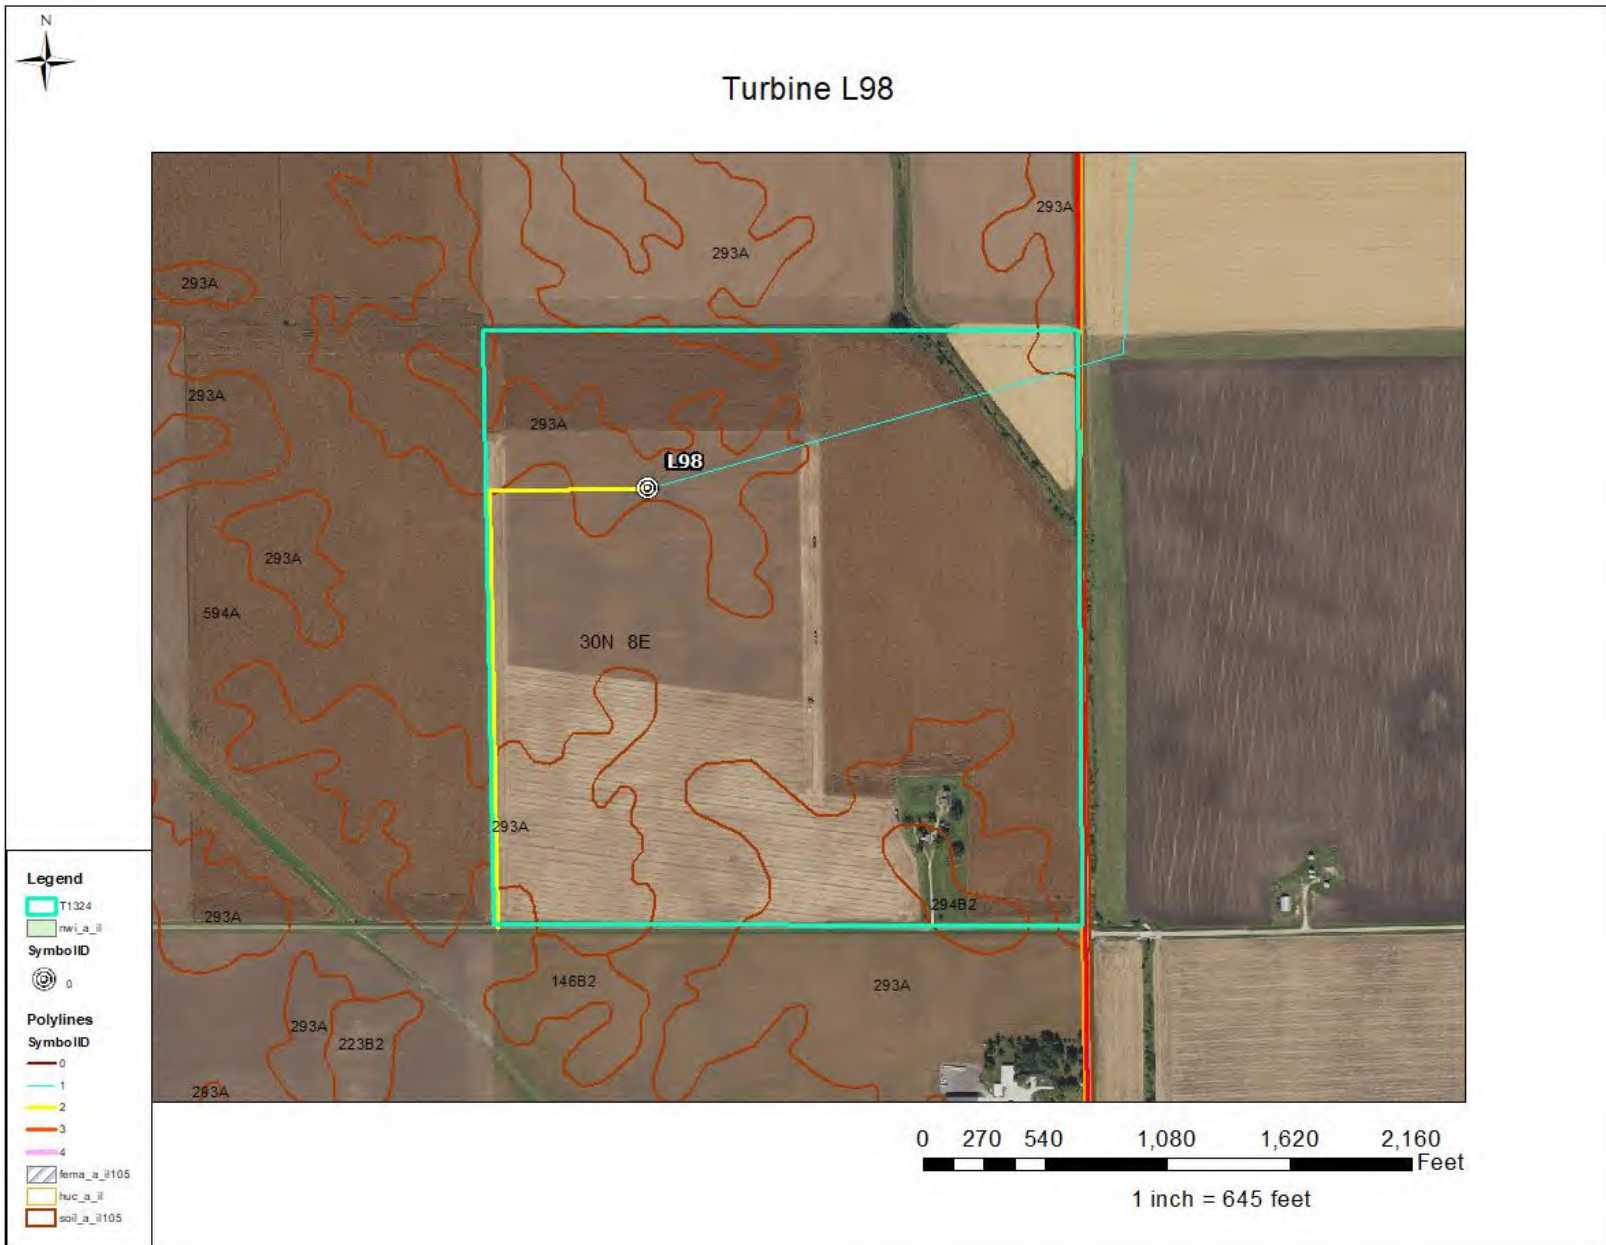 N
Turbine L98
293A
293A
293A
293A
293A
L98
293A
594A
30N 8E
293A
294B2
293A
146B2
293A
293A
223B2
293A
Legend
T1324
nwi_a_il
SymbolID
0
Polylines
SymbolID
0
1
2
3
4
fema_a_il105
huc_a_il
soil_a_il105
0 270 540 1,080 1,620 2,160
Feet
1 inch = 645 feet